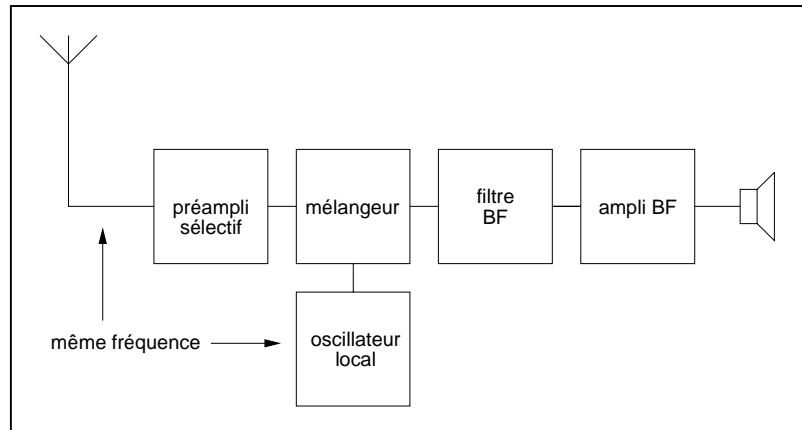 préampli
sélectif
mélangeur
filtre
BF
ampli BF
même fréquence
oscillateur
local